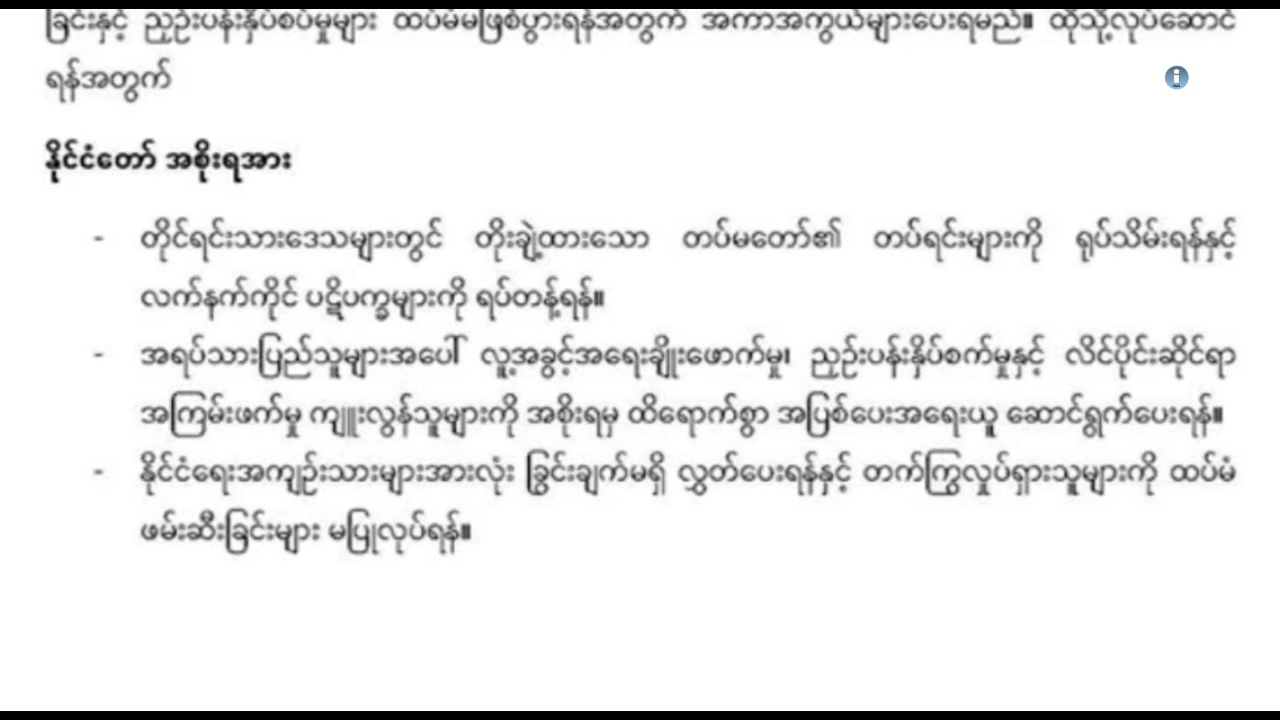 ခြင်းနှင့် ညှဉ်းပန်းနှိပ်စပ်မှုများ ထပ်မံမဖြစ်ပွားရန်အတွက် အကာအကွယ်များပေးရမည်။ ထိုသို့လုပ်ဆောင်
ရန်အတွက်
နိုင်ငံတော် အစိုးရအား
- တိုင်ရင်းသားဒေသများတွင် တိုးချဲ့ထားသော တပ်မတော်၏ တပ်ရင်းများကို ရုပ်သိမ်းရန်နှင့်
လက်နက်ကိုင် ပဋိပက္ခများကို ရပ်တန့်ရန်။
- အရပ်သားပြည်သူများအပေါ် လူ့အခွင့်အရေးချိုးဖောက်မှု၊ ညှဉ်းပန်းနှိပ်စက်မှုနှင့် လိင်ပိုင်းဆိုင်ရာ
အကြမ်းဖက်မှု ကျူးလွန်သူများကို အစိုးရမှ ထိရောက်စွာ အပြစ်ပေးအရေးယူ ဆောင်ရွက်ပေးရန်။
- နိုင်ငံရေးအကျဉ်းသားများအားလုံး ခြွင်းချက်မရှိ လွှတ်ပေးရန်နှင့် တက်ကြွလှုပ်ရှားသူများကို ထပ်မံ
ဖမ်းဆီးခြင်းများ မပြုလုပ်ရန်။